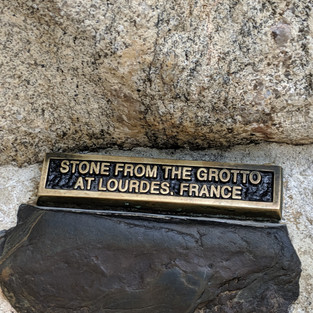 STONE FROM THE GROTTO
AT LOURDES, FRANCE